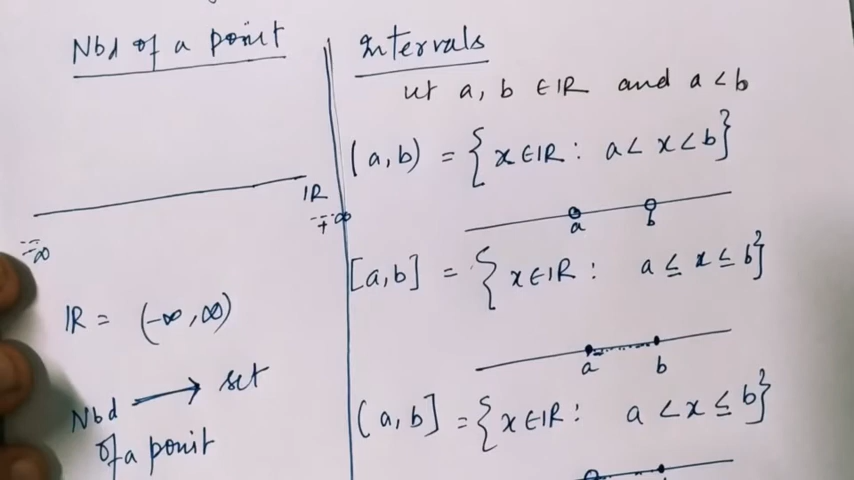 Nbd of a point
IR
-∞
+∞
IR = (-∞, ∞)
Nbd → set
of a point
Intervals
let a, b ∈ IR and a < b
(a, b) = {x ∈ IR : a < x < b}
a b
[a, b] = {x ∈ IR : a ≤ x ≤ b}
a b
(a, b] = {x ∈ IR : a < x ≤ b}